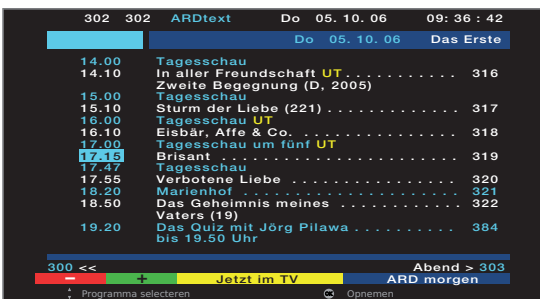 302 302 ARDtext Do 05. 10. 06 09: 36 : 42
Do 05. 10. 06 Das Erste
14.00 Tagesschau
14.10 In aller Freundschaft UT . . . . . . . . . . . 316
Zweite Begegnung (D, 2005)
15.00 Tagesschau
15.10 Sturm der Liebe (221) . . . . . . . . . . . . . 317
16.00 Tagesschau UT
16.10 Eisbär, Affe & Co. . . . . . . . . . . . . . . . 318
17.00 Tagesschau um fünf UT
17.15 Brisant . . . . . . . . . . . . . . . . . . . . . . . 319
17.47 Tagesschau
17.55 Verbotene Liebe . . . . . . . . . . . . . . . . 320
18.20 Marienhof . . . . . . . . . . . . . . . . . . . . . 321
18.50 Das Geheimnis meines . . . . . . . . . . . 322
Vaters (19)
19.20 Das Quiz mit Jörg Pilawa . . . . . . . . . . 384
bis 19.50 Uhr
300 << Abend > 303
– + Jetzt im TV ARD morgen
Programma selecteren Opnemen